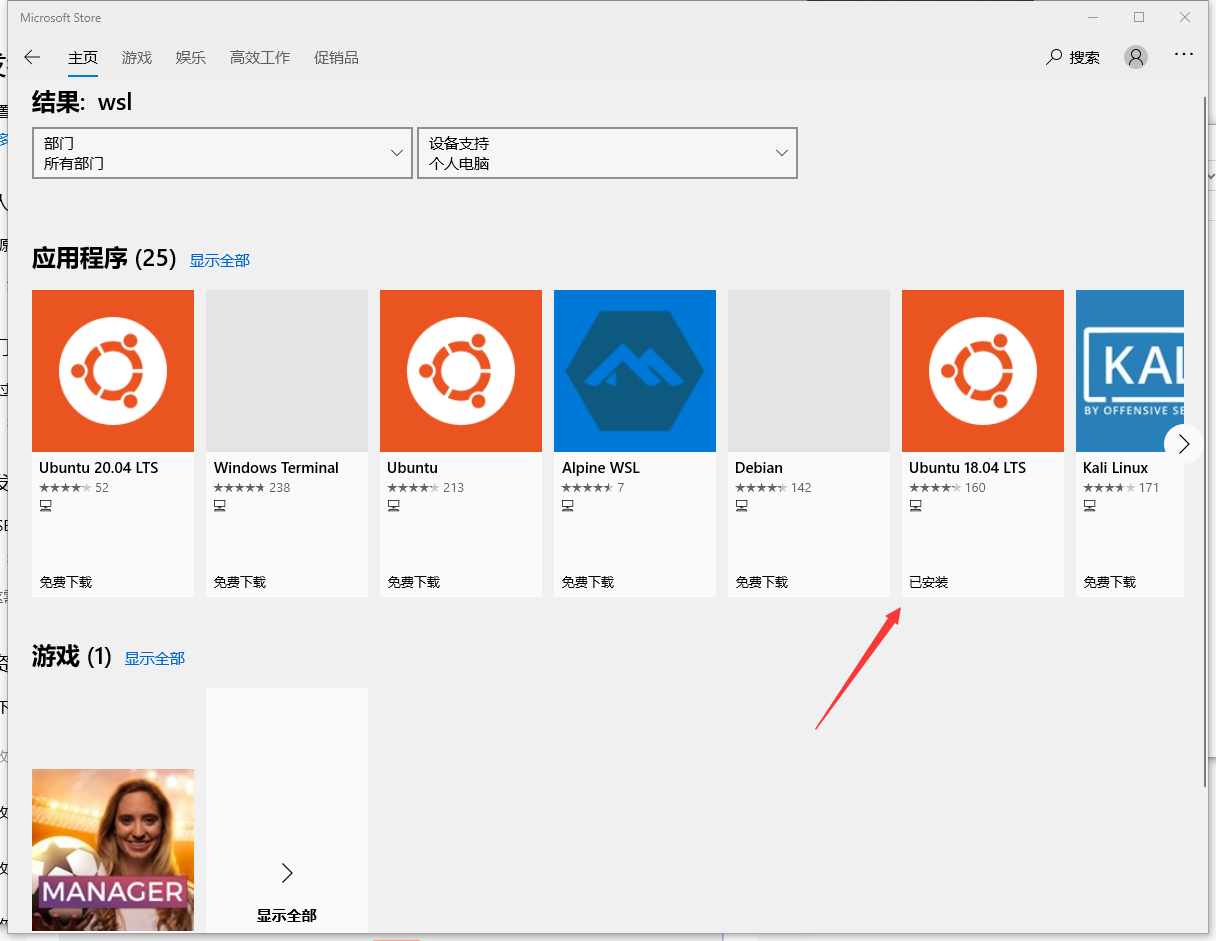 Microsoft Store
主页 游戏 娱乐 高效工作 促销品 搜索
结果: wsl
部门 设备支持
所有部门 个人电脑
应用程序 (25) 显示全部
KAL
BY OFFENSIVE SE
Ubuntu 20.04 LTS Windows Terminal Ubuntu Alpine WSL Debian Ubuntu 18.04 LTS Kali Linux
52 238 213 7 142 160 171
免费下载 免费下载 免费下载 免费下载 免费下载 已安装 免费下载
游戏 (1) 显示全部
MANAGER
显示全部